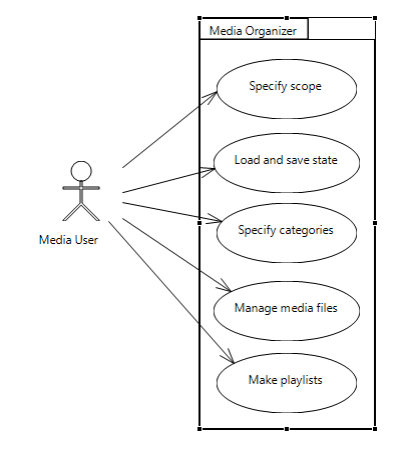 Media Organizer
Specify scope
Load and save state
Specify categories
Media User
Manage media files
Make playlists